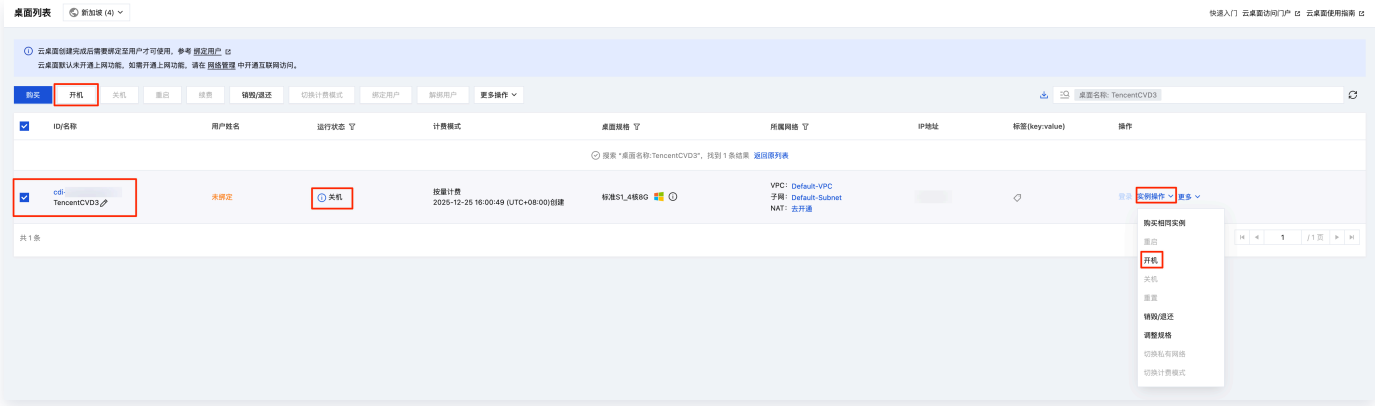 桌面列表 新加坡 (4)
快速入门 云桌面访问门户 云桌面使用指南
云桌面创建完成后需要绑定至用户才可使用，参考 绑定用户
云桌面默认未开通上网功能，如需开通上网功能，请在 网络管理 中开通互联网访问。
购买 开机 关机 重启 续费 销毁/退还 切换计费模式 绑定用户 解绑用户 更多操作 桌面名称: TencentCVD3
ID/名称 用户姓名 运行状态 计费模式 桌面规格 所属网络 IP地址 标签(key:value) 操作
搜索 "桌面名称:TencentCVD3"，找到 1 条结果 返回原列表
cdi-
TencentCVD3
未绑定
关机
按量计费
2025-12-25 16:00:49 (UTC+08:00)创建
标准S1_4核8G
VPC: Default-VPC
子网: Default-Subnet
NAT: 去开通
登录 实例操作 更多
购买相同实例
重启
开机
关机
重置
销毁/退还
调整规格
切换私有网络
切换计费模式
共 1 条
1 / 1 页